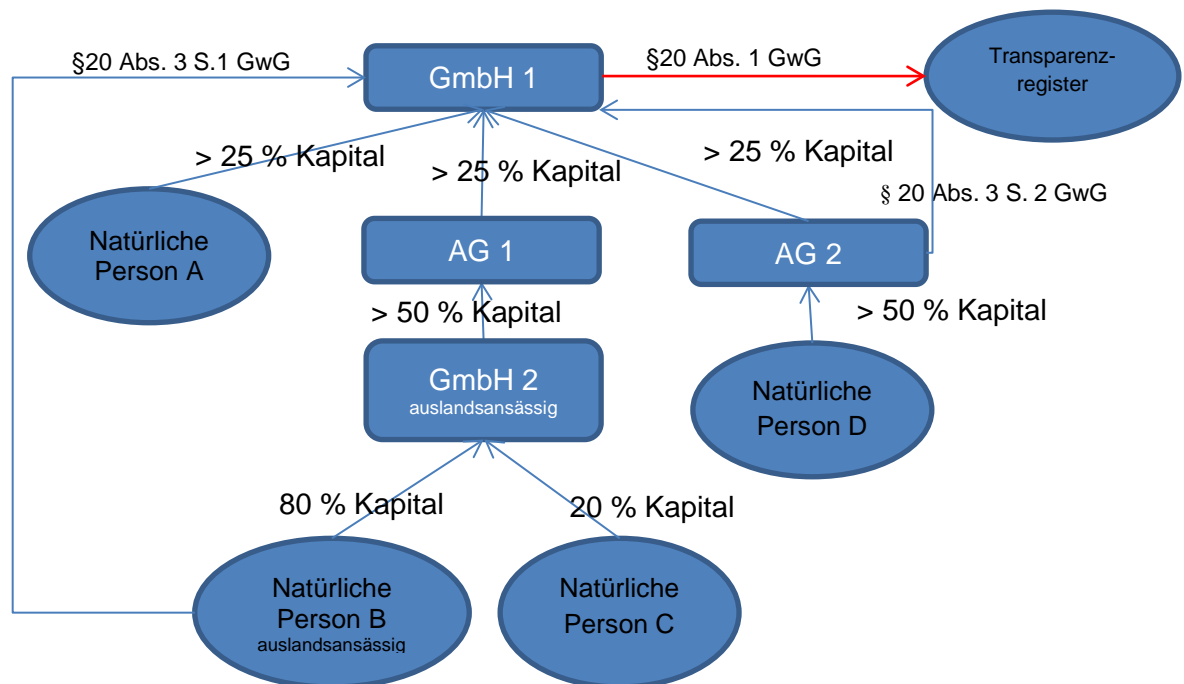 §20 Abs. 3 S.1 GwG
GmbH 1
§20 Abs. 1 GwG
Transparenz-
register
> 25 % Kapital
> 25 % Kapital
> 25 % Kapital
§ 20 Abs. 3 S. 2 GwG
Natürliche
Person A
AG 1
AG 2
> 50 % Kapital
> 50 % Kapital
GmbH 2
auslandsansässig
Natürliche
Person D
80 % Kapital
20 % Kapital
Natürliche
Person B
auslandsansässig
Natürliche
Person C